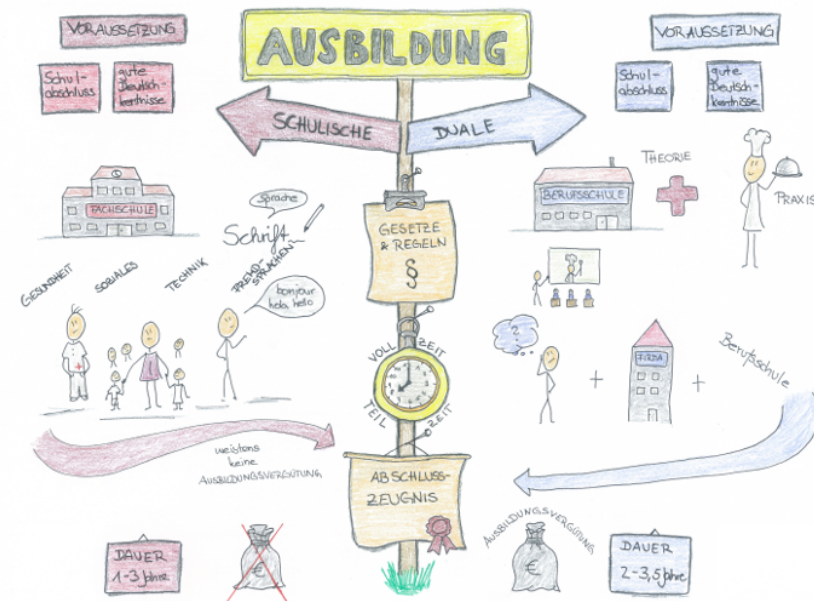 AUSBILDUNG
VORAUSSETZUNG
Schul-
abschluss
gute
Deutsch-
kentnisse
SCHULISCHE
FACHSCHULE
Sprache
Schrift
GESUNDHEIT
SOZIALES
TECHNIK
FREMD-
SPRACHEN
bonjour
hola, hello
meistens
keine
AUSBILDUNGSVERGÜTUNG
DAUER
1-3 Jahre
€
GESETZE
& REGELN
§
VOLL ZEIT
TEIL ZEIT
ABSCHLUSS-
ZEUGNIS
VORAUSSETZUNG
Schul-
abschluss
gute
Deutsch-
kentnisse
DUALE
BERUFSSCHULE
+
THEORIE
PRAXIS
?
+
FIRMA
+
Berufsschule
AUSBILDUNGSVERGÜTUNG
€
DAUER
2-3,5 Jahre